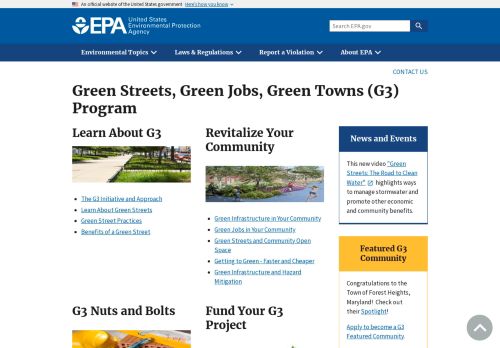 An official website of the United States government Here's how you know
EPA United States Environmental Protection Agency
Search EPA.gov
Environmental Topics
Laws & Regulations
Report a Violation
About EPA
CONTACT US
Green Streets, Green Jobs, Green Towns (G3)
Program
Learn About G3
The G3 Initiative and Approach
Learn About Green Streets
Green Street Practices
Benefits of a Green Street
Revitalize Your
Community
Green Infrastructure in Your Community
Green Jobs in Your Community
Green Streets and Community Open
Space
Getting to Green - Faster and Cheaper
Green Infrastructure and Hazard
Mitigation
News and Events
This new video "Green
Streets: The Road to Clean
Water" highlights ways
to manage stormwater and
promote other economic
and community benefits.
Featured G3
Community
Congratulations to the
Town of Forest Heights,
Maryland! Check out
their Spotlight!
Apply to become a G3
Featured Community.
G3 Nuts and Bolts
Fund Your G3
Project